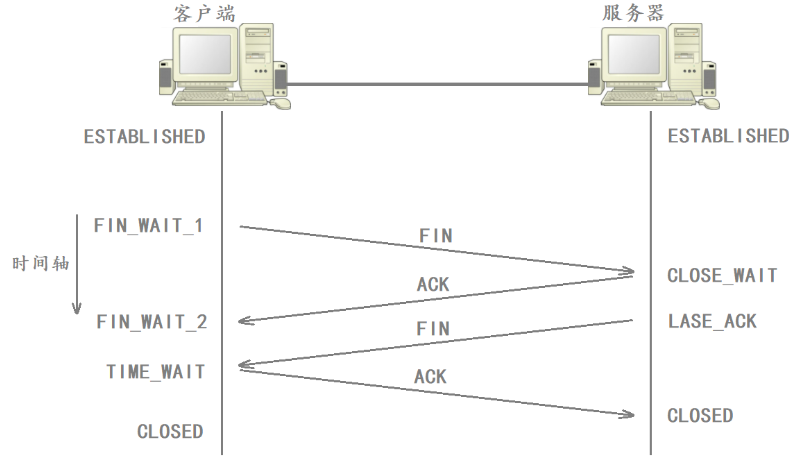 客户端
服务器
ESTABLISHED
ESTABLISHED
FIN_WAIT_1
FIN
时间轴
CLOSE_WAIT
ACK
FIN_WAIT_2
FIN
LASE_ACK
TIME_WAIT
ACK
CLOSED
CLOSED